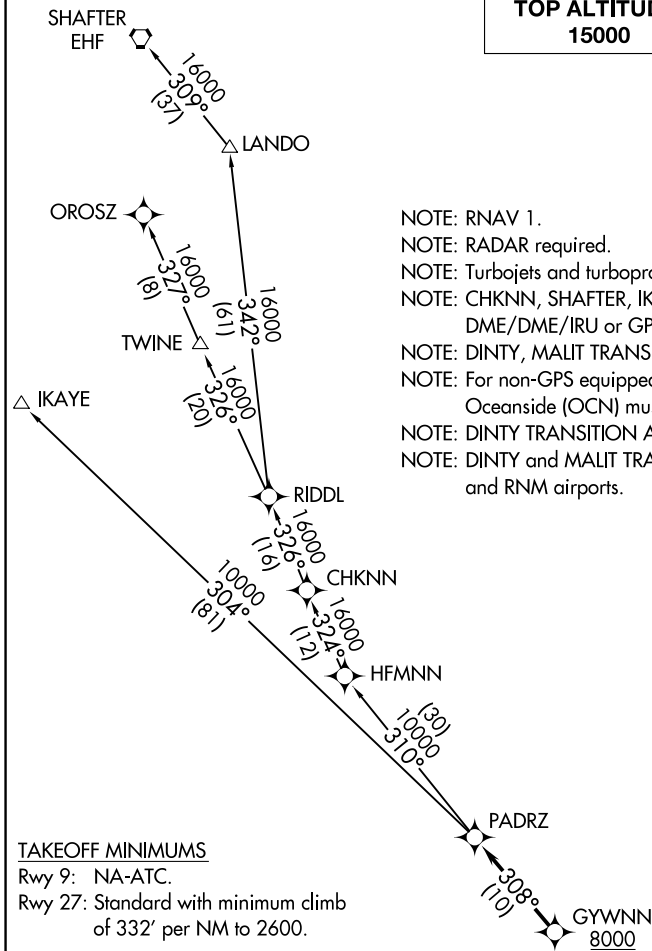 TOP ALTITUD
15000
SHAFTER
EHF
16000
309°
(37)
LANDO
OROSZ
16000
327°
(8)
16000
342°
(61)
TWINE
16000
326°
(20)
IKAYE
NOTE: RNAV 1.
NOTE: RADAR required.
NOTE: Turbojets and turbopro
NOTE: CHKNN, SHAFTER, IK
DME/DME/IRU or GP
NOTE: DINTY, MALIT TRANS
NOTE: For non-GPS equipped
Oceanside (OCN) mu
NOTE: DINTY TRANSITION A
NOTE: DINTY and MALIT TRA
and RNM airports.
RIDDL
16000
326°
(16)
CHKNN
16000
324°
(12)
HFMNN
10000
304°
(81)
(30)
10000
310°
PADRZ
308°
(10)
GYWNN
8000
TAKEOFF MINIMUMS
Rwy 9: NA-ATC.
Rwy 27: Standard with minimum climb
of 332' per NM to 2600.